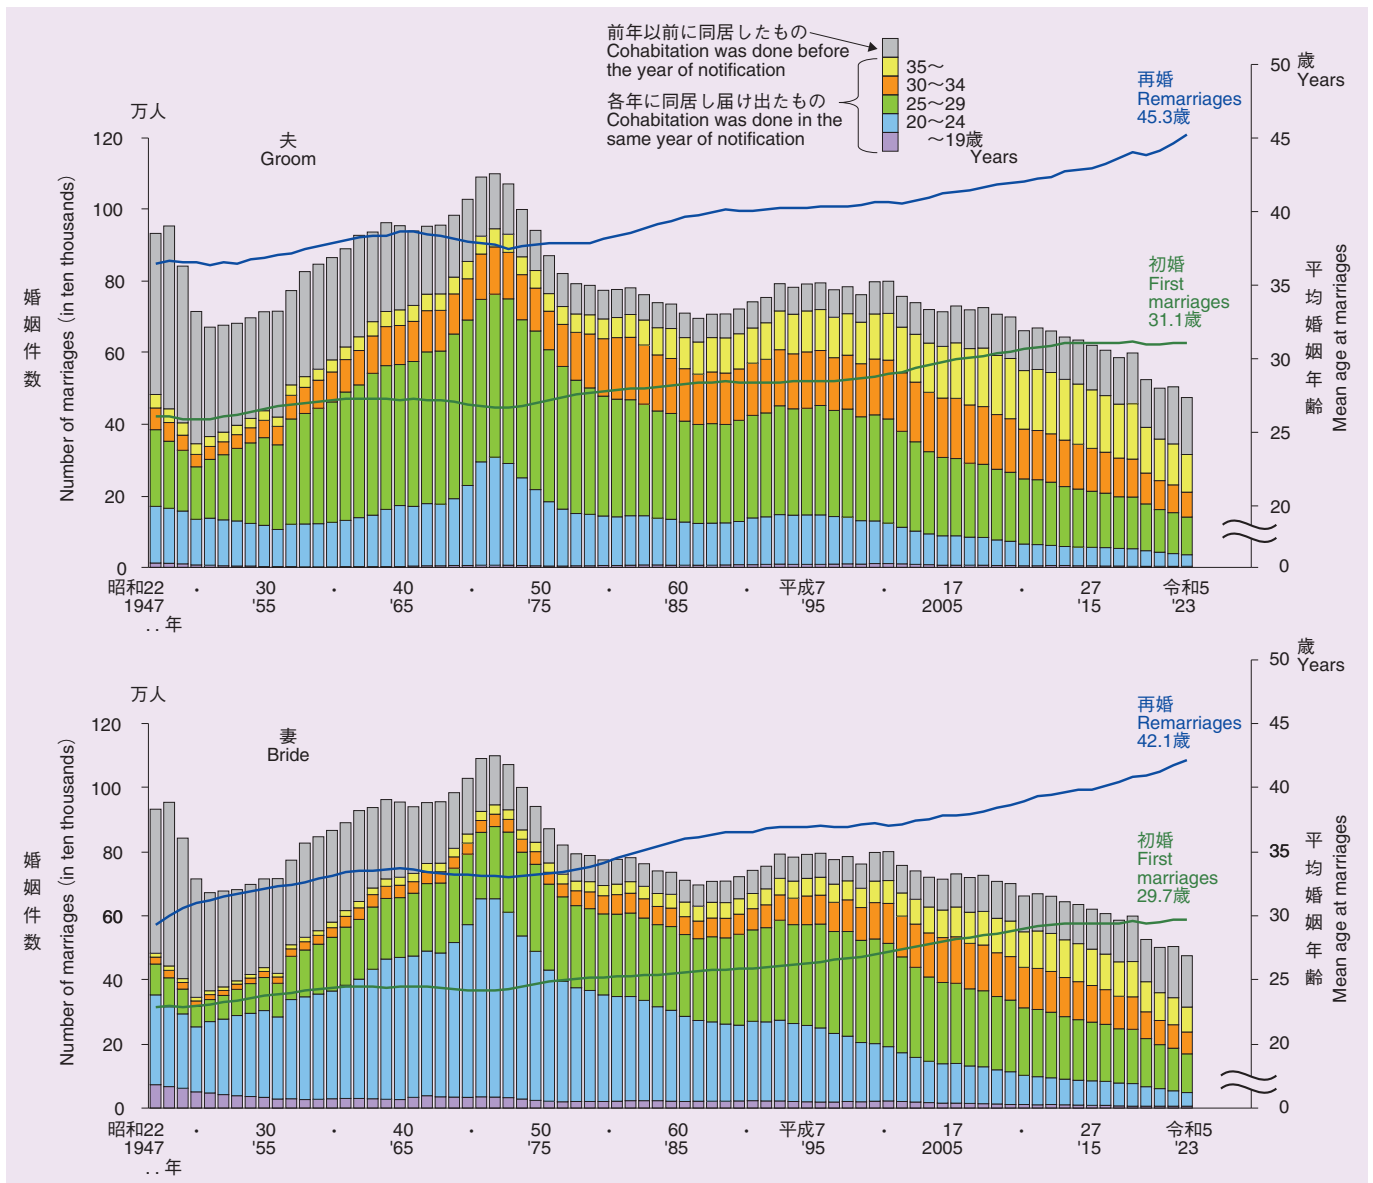 前年以前に同居したもの
Cohabitation was done before
the year of notification
各年に同居し届け出たもの
Cohabitation was done in the
same year of notification
35～
30～34
25～29
20～24
～19歳
Years
万人
夫
Groom
120
100
80
60
40
20
0
婚姻件数
Number of marriages (in ten thousands)
50 歳
Years
45
40
35
30
25
20
0
平均婚姻年齢
Mean age at marriages
再婚
Remarriages
45.3歳
初婚
First
marriages
31.1歳
昭和22 ・ 30 40 ・ 50 ・ 60 ・ 平成7 ・ 17 ・ 27 令和5
1947 '55 '65 '75 '85 '95 2005 '15 '23
‥年
万人
妻
Bride
120
100
80
60
40
20
0
婚姻件数
Number of marriages (in ten thousands)
50 歳
Years
45
40
35
30
25
20
0
平均婚姻年齢
Mean age at marriages
再婚
Remarriages
42.1歳
初婚
First
marriages
29.7歳
昭和22 ・ 30 40 ・ 50 ・ 60 ・ 平成7 ・ 17 ・ 27 令和5
1947 '55 '65 '75 '85 '95 2005 '15 '23
‥年